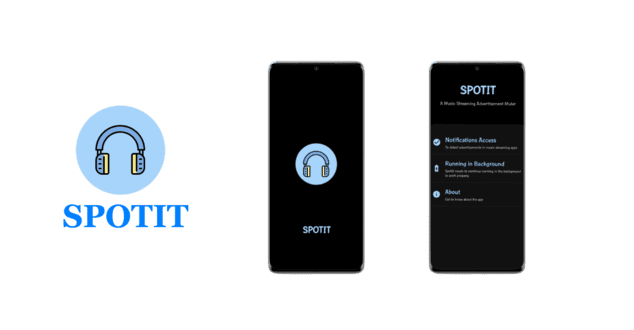 SPOTIT
SPOTIT
SPOTIT
A Music Streaming Advertisement Muter
Notifications Access
To detect advertisements in music streaming apps
Running in Background
SpotIt needs to continue running in the background
to work properly
About
Get to know about the app